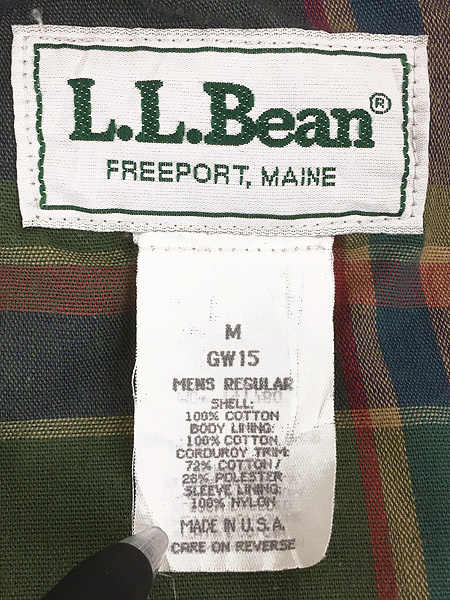 L.L.Bean®
FREEPORT, MAINE
M
GW15
MENS REGULAR
SHELL:
100% COTTON
BODY LINING:
100% COTTON
CORDUROY TRIM:
72% COTTON/
28% POLESTER
SLEEVE LINING:
100% NYLON
MADE IN U.S.A.
CARE ON REVERSE